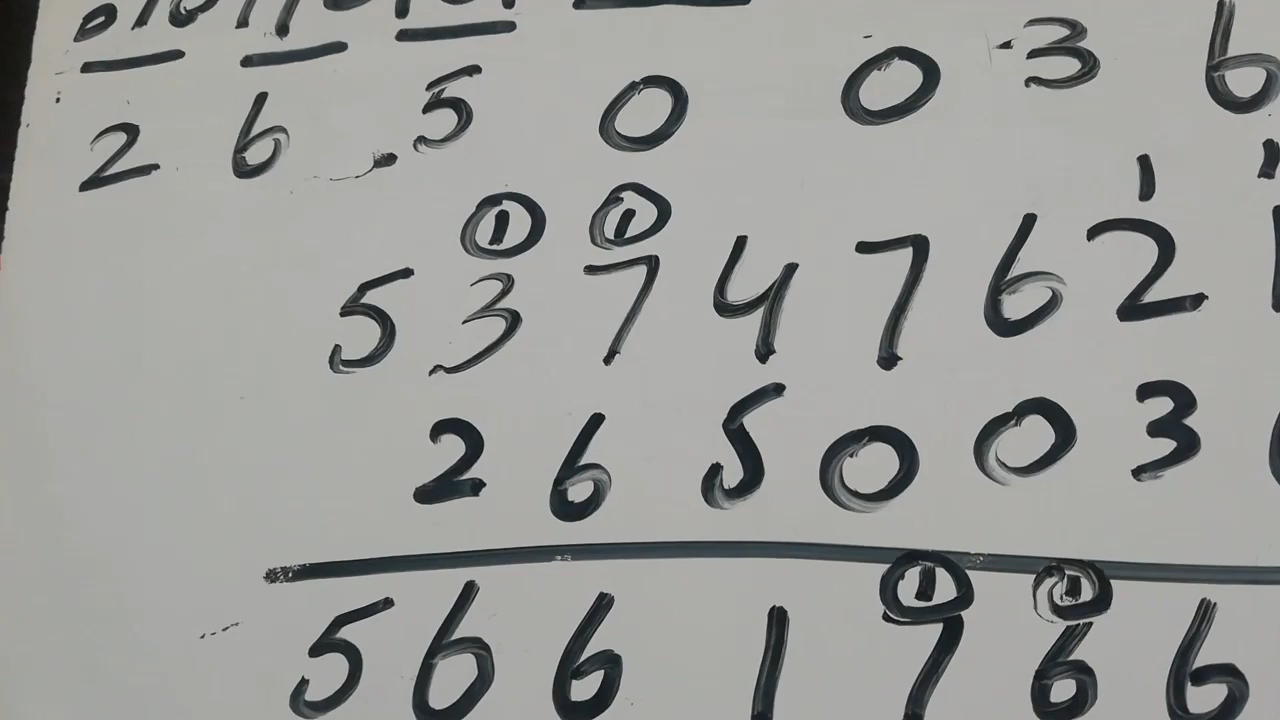 2 6 . 5 0 0 3 6
1 1 1
5 3 7 4 7 6 2
2 6 5 0 0 3
1 1
5 6 6 1 7 6 6